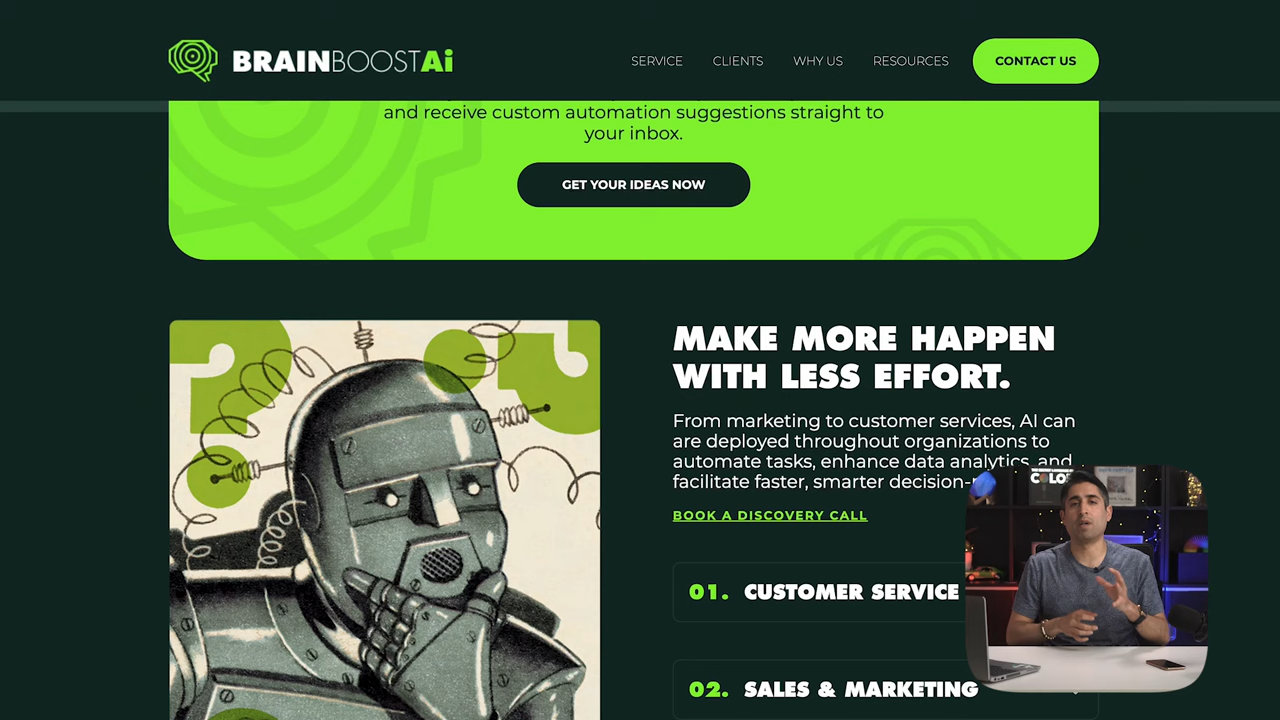 BRAINBOOSTAi
SERVICE
CLIENTS
WHY US
RESOURCES
CONTACT US
and receive custom automation suggestions straight to
your inbox.
GET YOUR IDEAS NOW
MAKE MORE HAPPEN
WITH LESS EFFORT.
From marketing to customer services, AI can
are deployed throughout organizations to
automate tasks, enhance data analytics, and
facilitate faster, smarter
BOOK A DISCOVERY CALL
01. CUSTOMER SERVICE
02. SALES & MARKETING